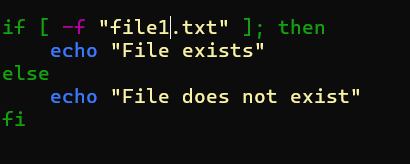 if [ -f "file1.txt" ]; then
    echo "File exists"
else
    echo "File does not exist"
fi